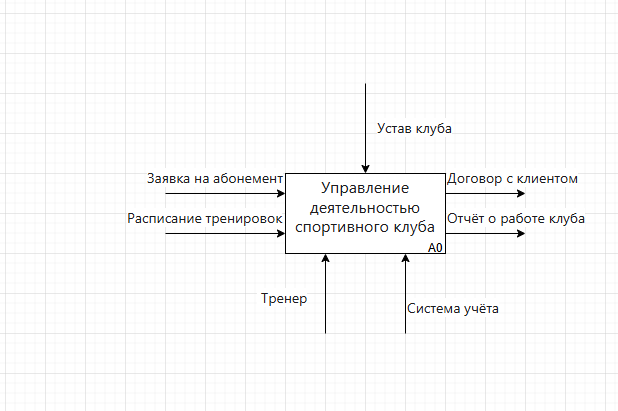 Устав клуба
Заявка на абонемент
Договор с клиентом
Управление
деятельностью
спортивного клуба
Расписание тренировок
Отчёт о работе клуба
A0
Тренер
Система учёта